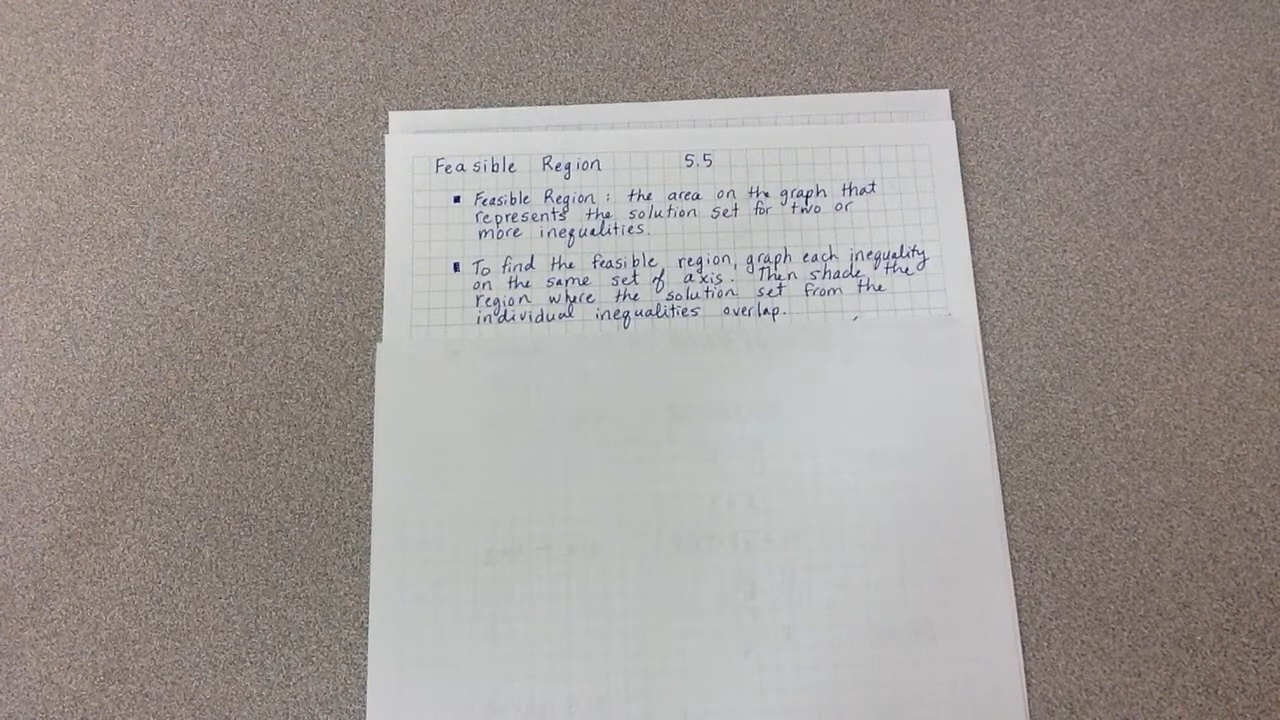 Feasible Region 5.5
▪ Feasible Region : the area on the graph that
represents the solution set for two or
more inequalities.
▪ To find the feasible region, graph each inequality
on the same set of axis. Then shade the
region where the solution set from the
individual inequalities overlap.